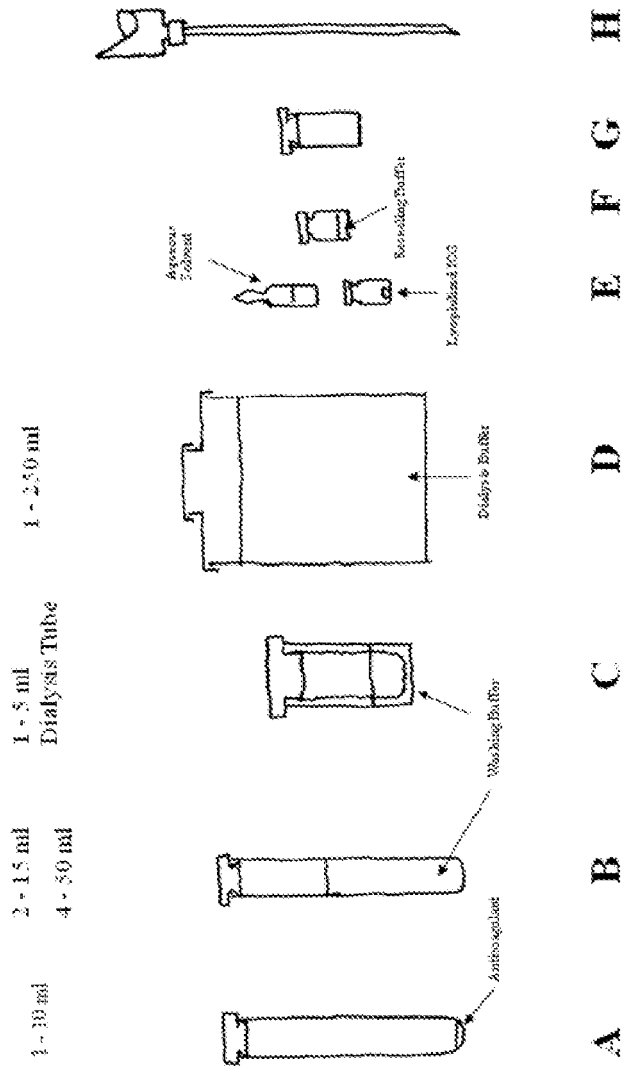 1 - 10 ml
2 - 15 ml
4 - 50 ml
1 - 5 ml
Dialysis Tube
1 - 250 ml
Anticoagulant
Washing Buffer
Dialysis Buffer
Aqueous
Solvent
Lyophilized ICG
Buffer
A
B
C
D
E
F
G
H